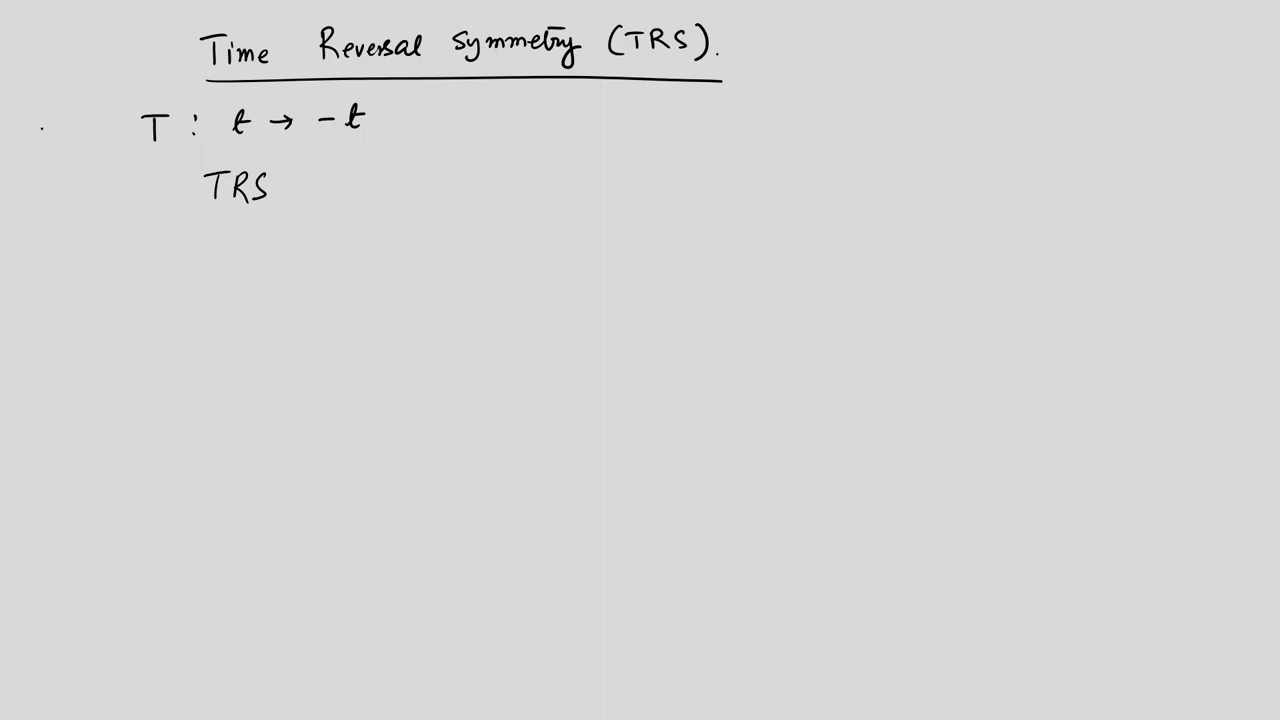 Time Reversal Symmetry (TRS).
T : t → -t
TRS